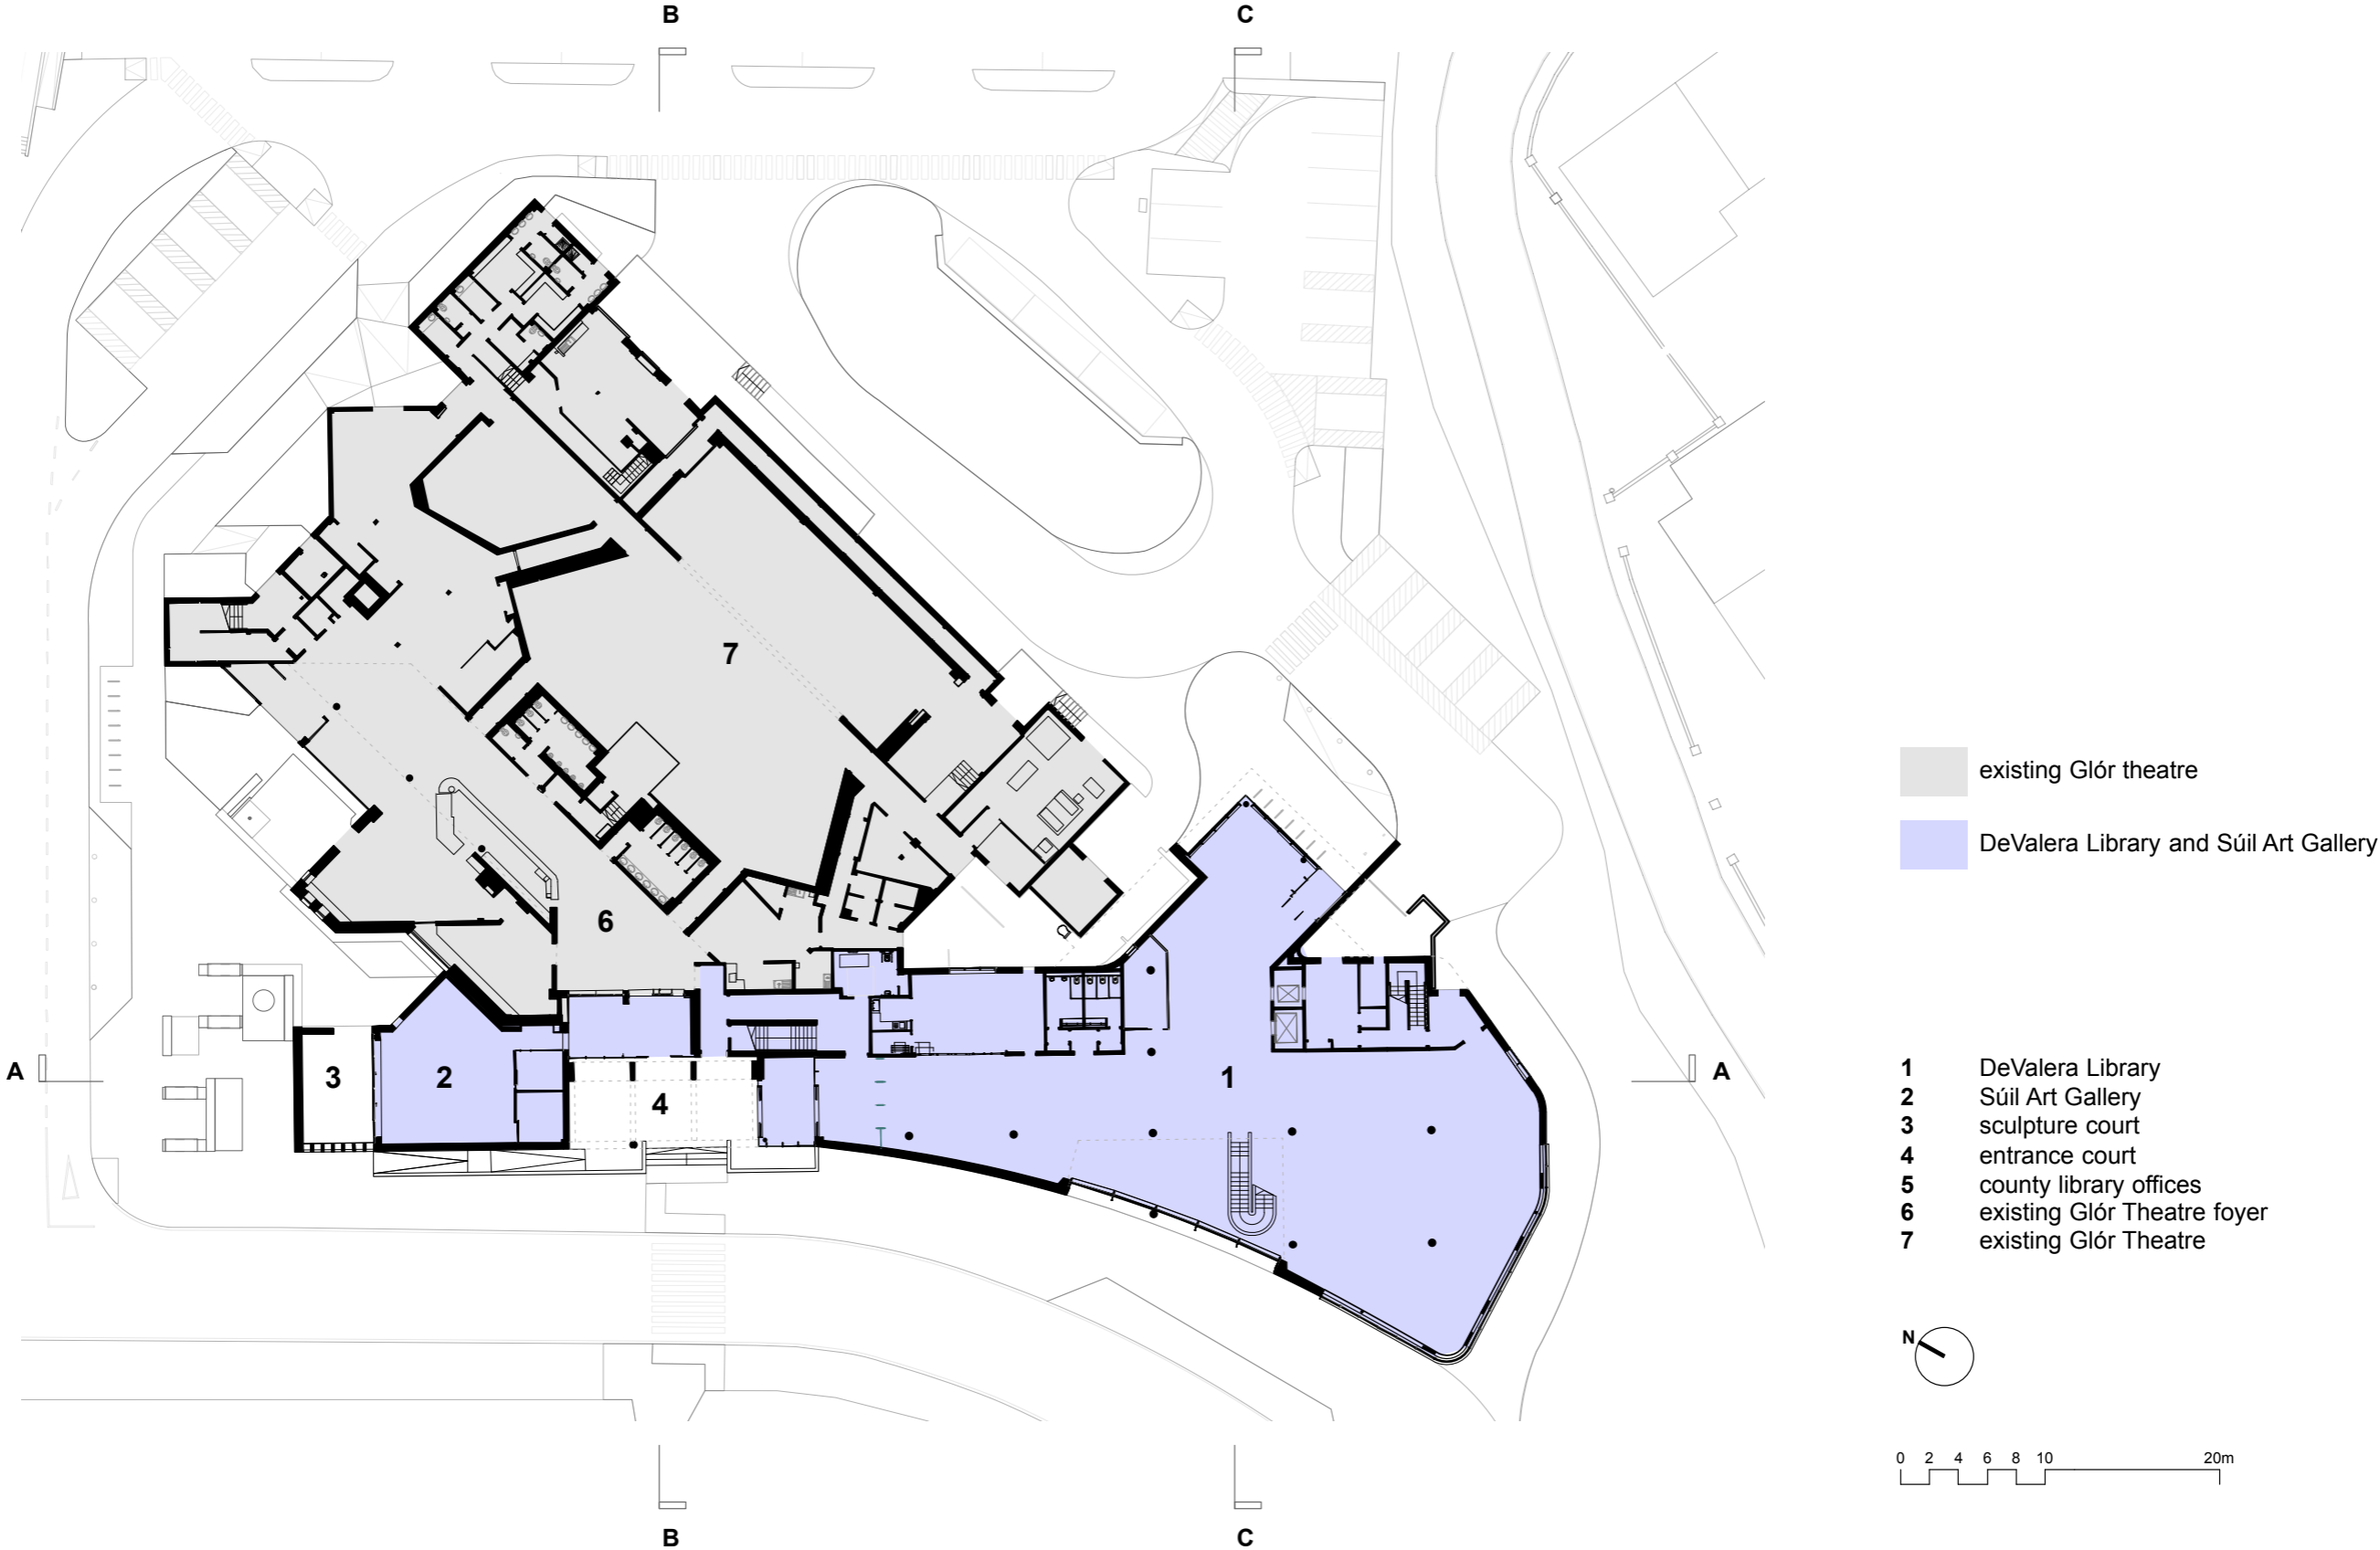 B
C
7
6
3
2
4
1
A
A
B
C
existing Glór theatre
DeValera Library and Súil Art Gallery
1 DeValera Library
2 Súil Art Gallery
3 sculpture court
4 entrance court
5 county library offices
6 existing Glór Theatre foyer
7 existing Glór Theatre
N
0 2 4 6 8 10 20m